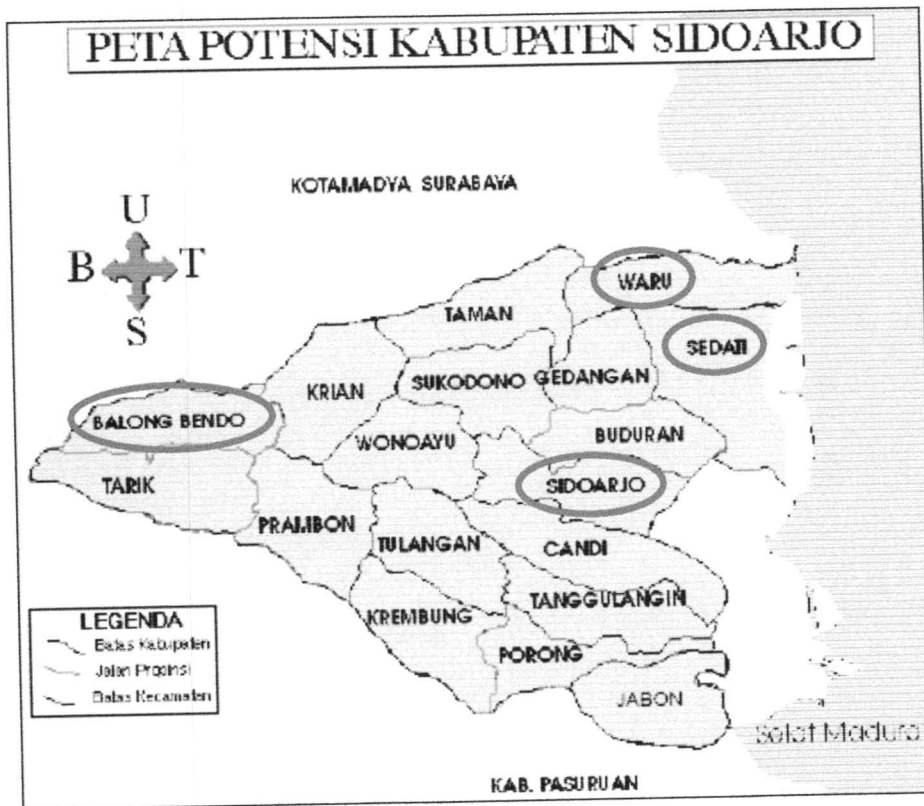 PETA POTENSI KABUPATEN SIDOARJO
KOTAMADYA SURABAYA
U
B T
S
WARU
TAMAN
SEDATI
KRIAN
SUKODONO
GEDANGAN
BALONG BENDO
WONOAYU
BUDURAN
TARIK
SIDOARJO
PRAMBON
TULANGAN
CANDI
TANGGULANGIN
KREMBUNG
PORONG
JABON
LEGENDA
Batas Kabupaten
Jalan Propinsi
Batas Kecamatan
Selat Madura
KAB. PASURUAN